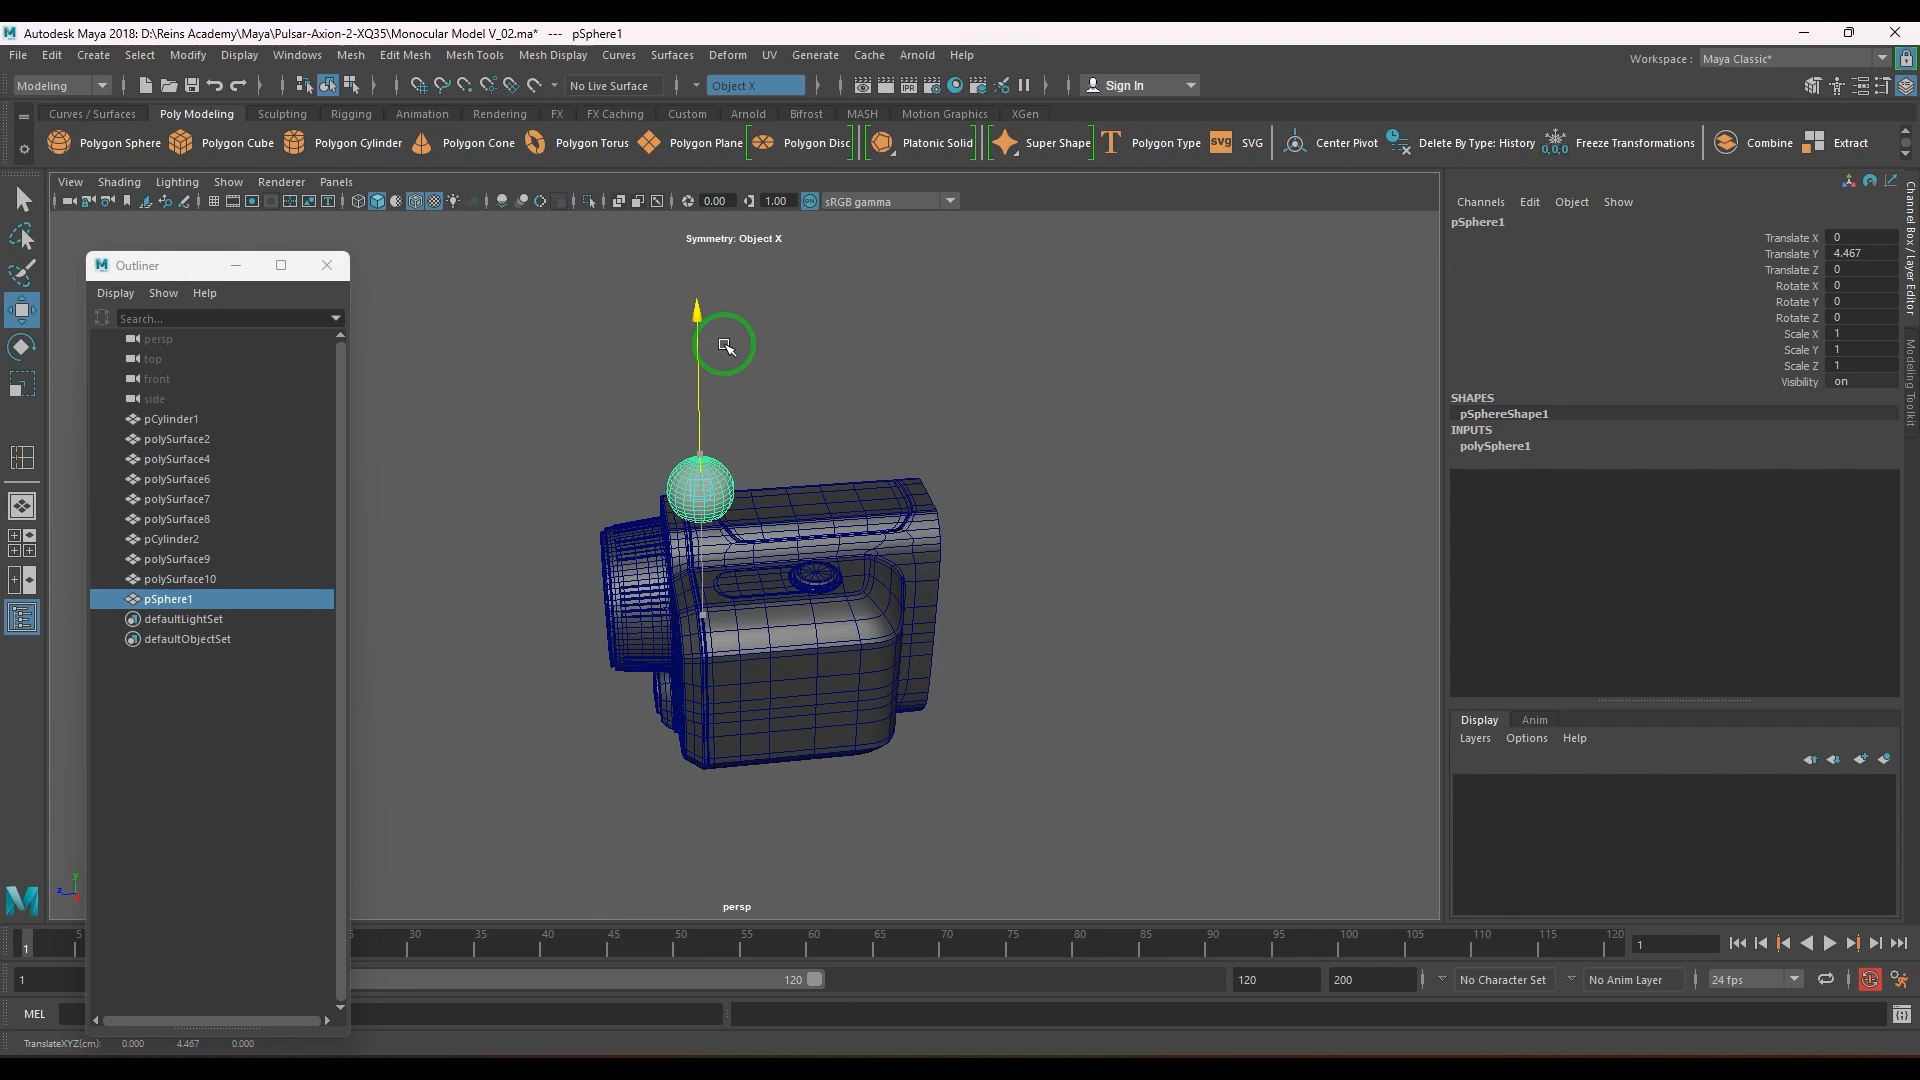 Autodesk Maya 2018: D:\Reins Academy\Maya\Pulsar-Axion-2-XQ35\Monocular Model V_02.ma*   ---   pSphere1
File Edit Create Select Modify Display Windows Mesh Edit Mesh Mesh Tools Mesh Display Curves Surfaces Deform UV Generate Cache Arnold Help
Workspace : Maya Classic*
Modeling No Live Surface Object X Sign In
Curves / Surfaces Poly Modeling Sculpting Rigging Animation Rendering FX FX Caching Custom Arnold Bifrost MASH Motion Graphics XGen
Polygon Sphere Polygon Cube Polygon Cylinder Polygon Cone Polygon Torus Polygon Plane Polygon Disc Platonic Solid Super Shape Polygon Type SVG Center Pivot Delete By Type: History Freeze Transformations Combine Extract
View Shading Lighting Show Renderer Panels
0.00 1.00 sRGB gamma
Symmetry: Object X
Outliner
Display Show Help
Search...
persp
top
front
side
pCylinder1
polySurface2
polySurface4
polySurface6
polySurface7
polySurface8
pCylinder2
polySurface9
polySurface10
pSphere1
defaultLightSet
defaultObjectSet
persp
Channels Edit Object Show
pSphere1
Translate X 0
Translate Y 4.467
Translate Z 0
Rotate X 0
Rotate Y 0
Rotate Z 0
Scale X 1
Scale Y 1
Scale Z 1
Visibility on
SHAPES
pSphereShape1
INPUTS
polySphere1
Channel Box / Layer Editor
Modeling Toolkit
Display Anim
Layers Options Help
1 5 30 35 40 45 50 55 60 65 70 75 80 85 90 95 100 105 110 115 120 1
1 120 120 200 No Character Set No Anim Layer 24 fps
MEL
TranslateXYZ(cm): 0.000 4.467 0.000